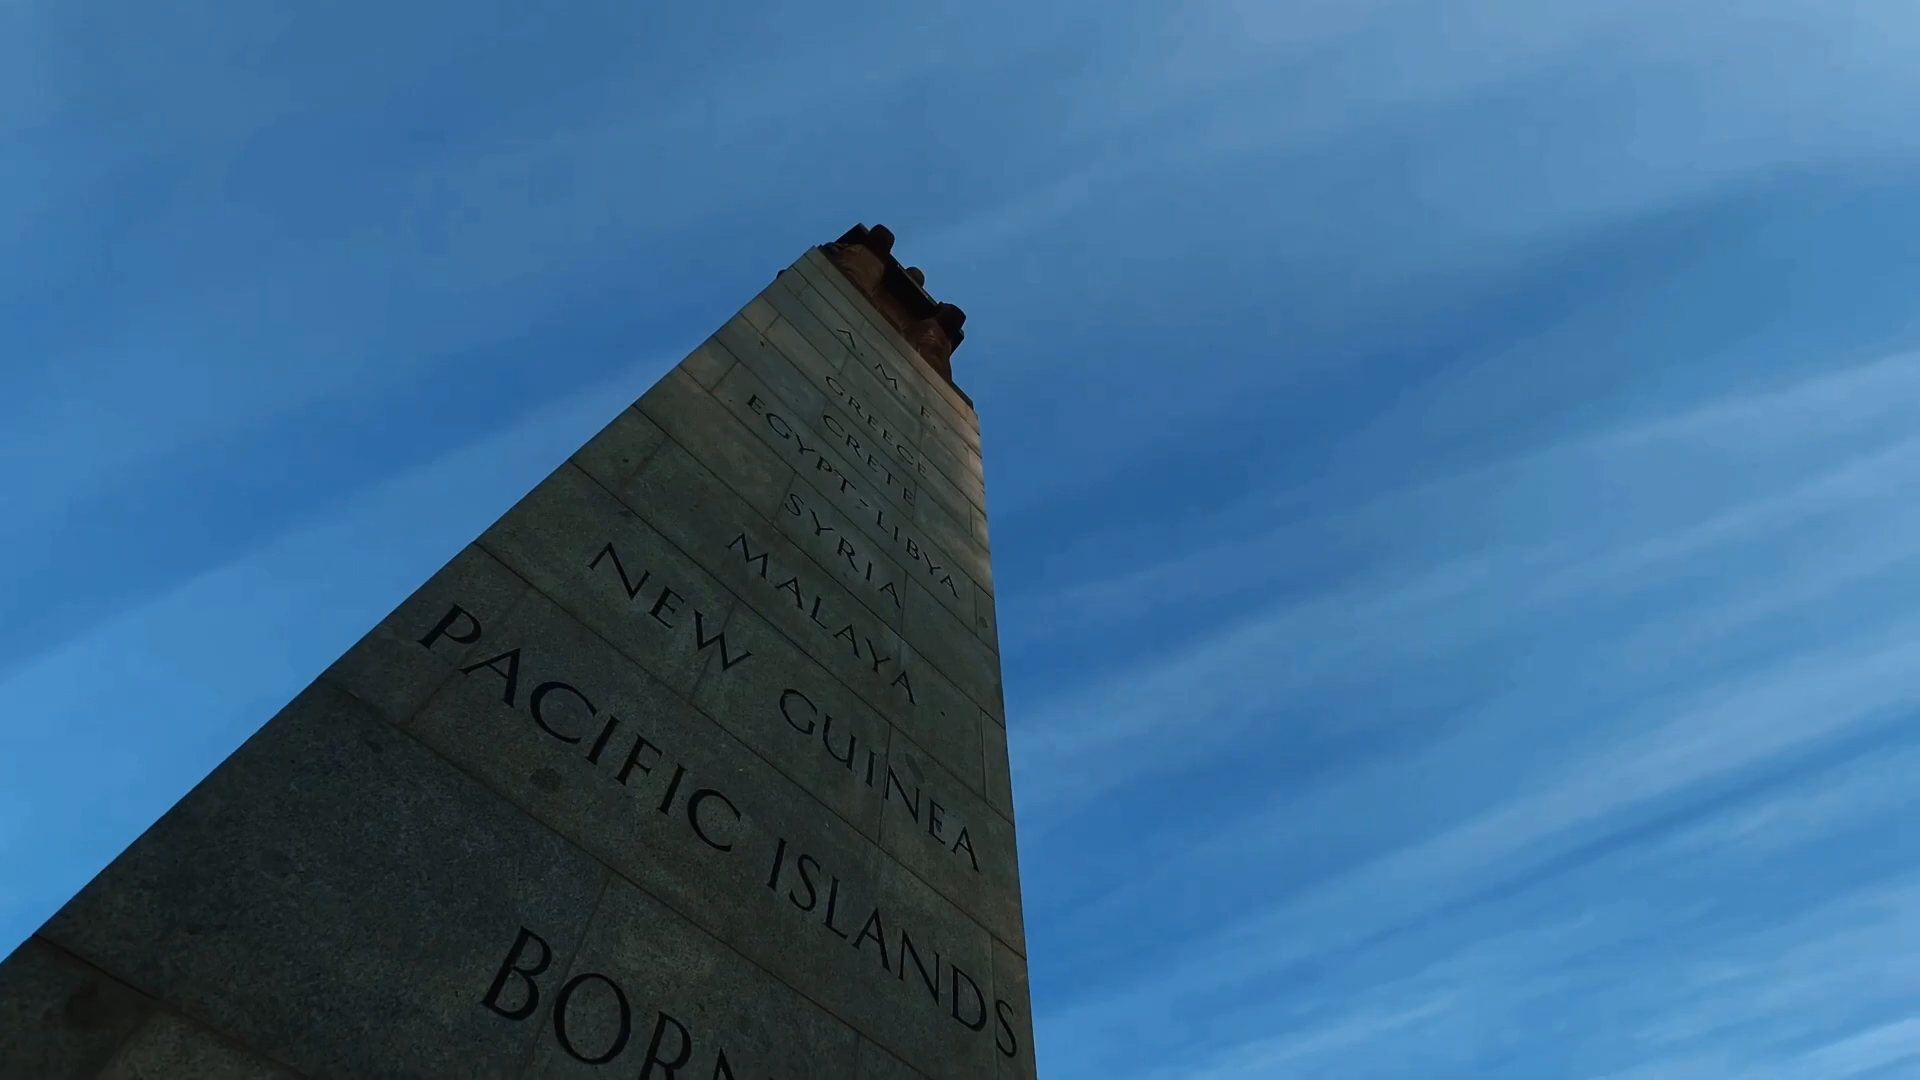 A. M. F.
GREECE
CRETE
EGYPT-LIBYA
SYRIA
MALAYA
NEW GUINEA
PACIFIC ISLANDS